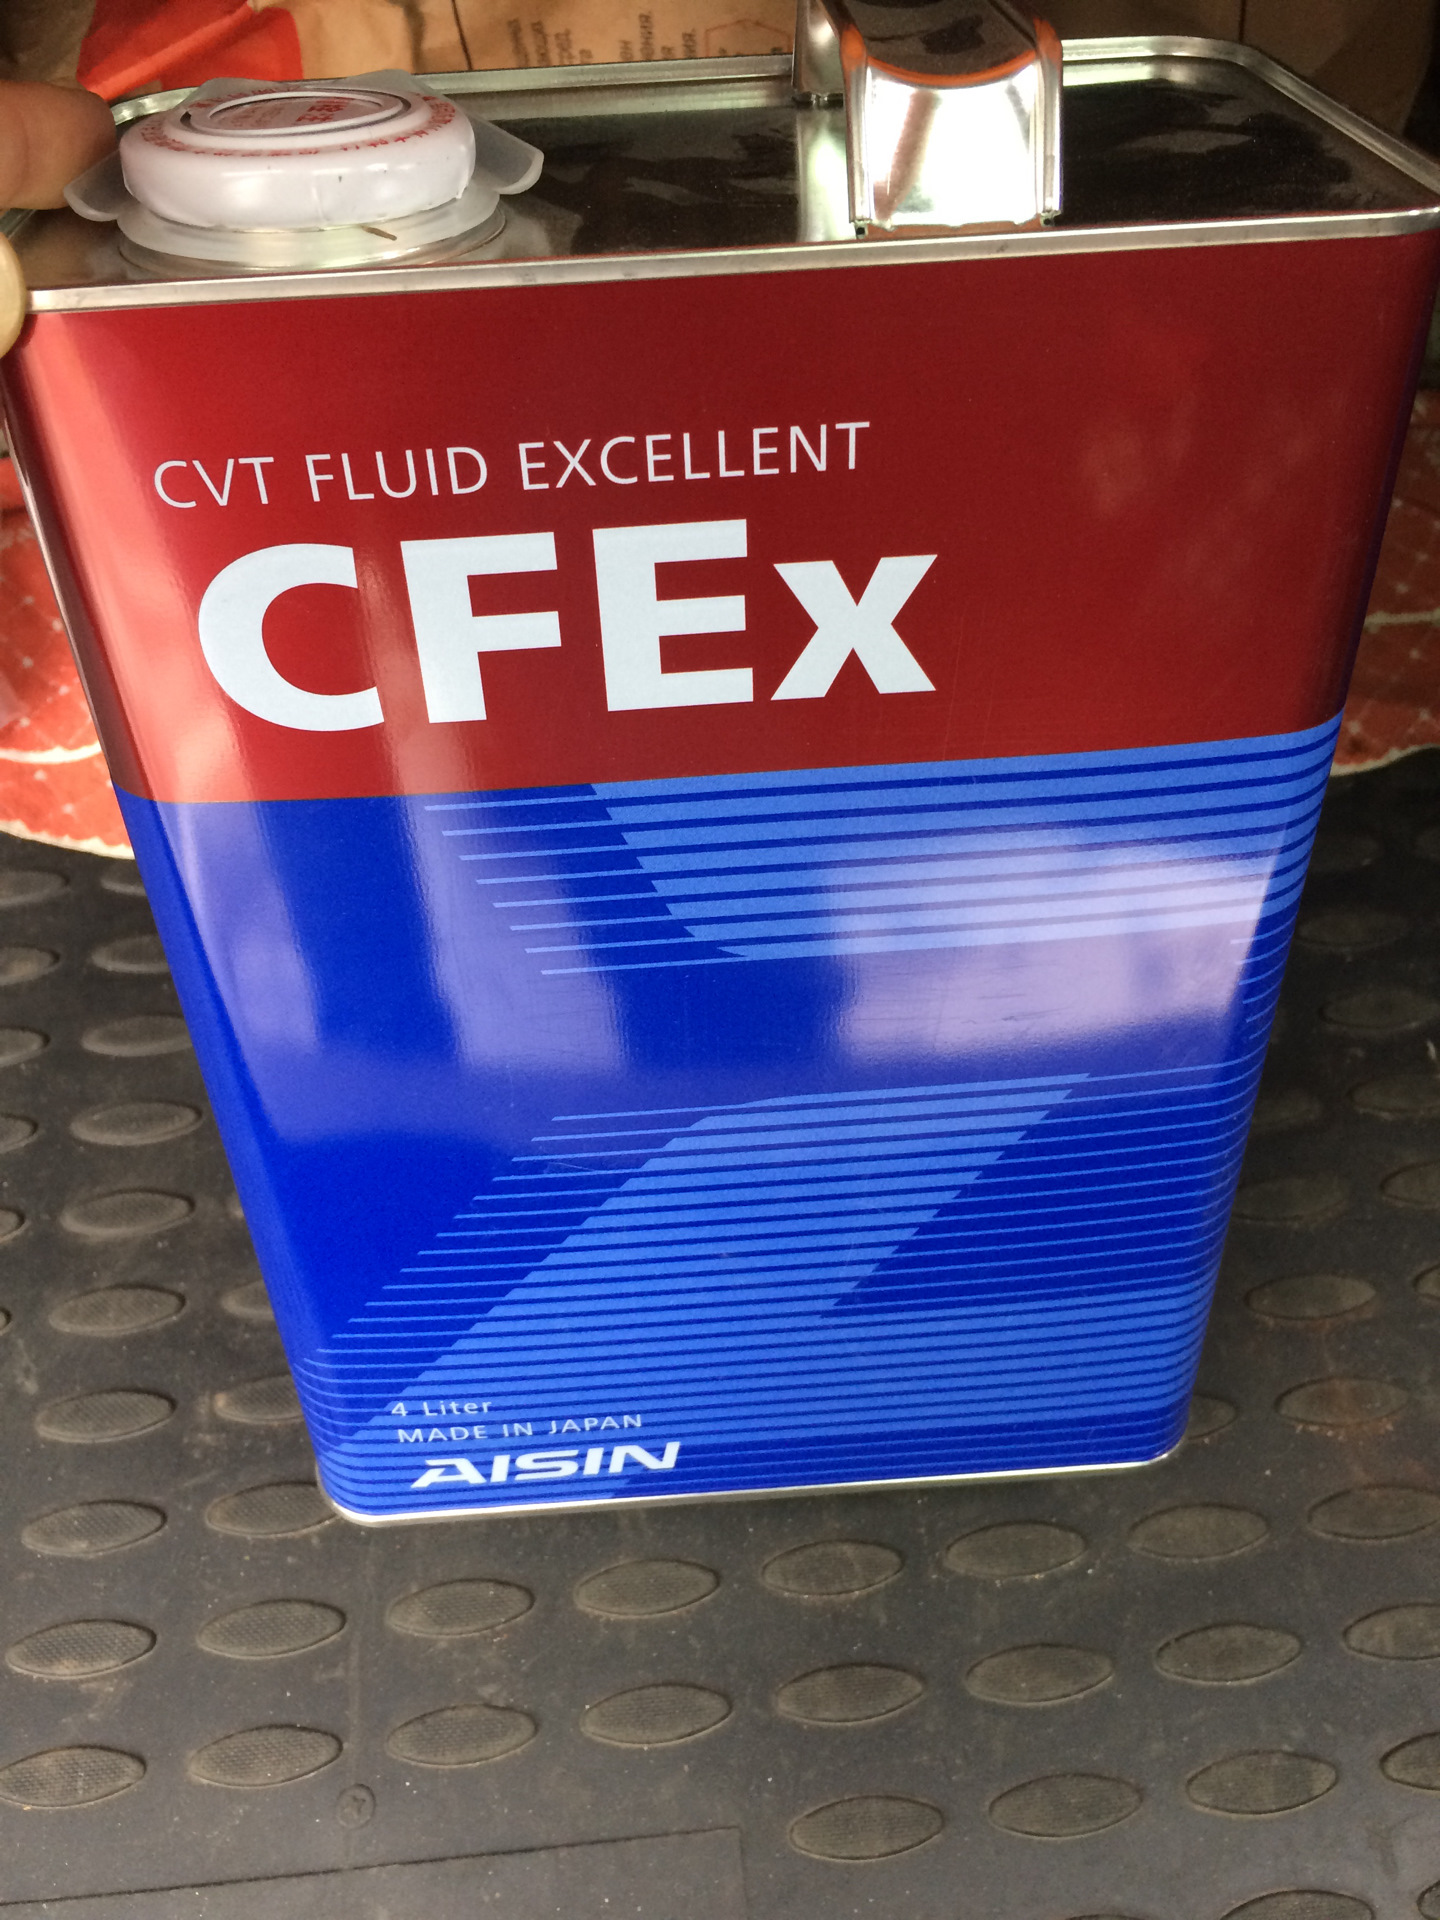 CVT FLUID EXCELLENT
CFEx
4 Liter
MADE IN JAPAN
AISIN